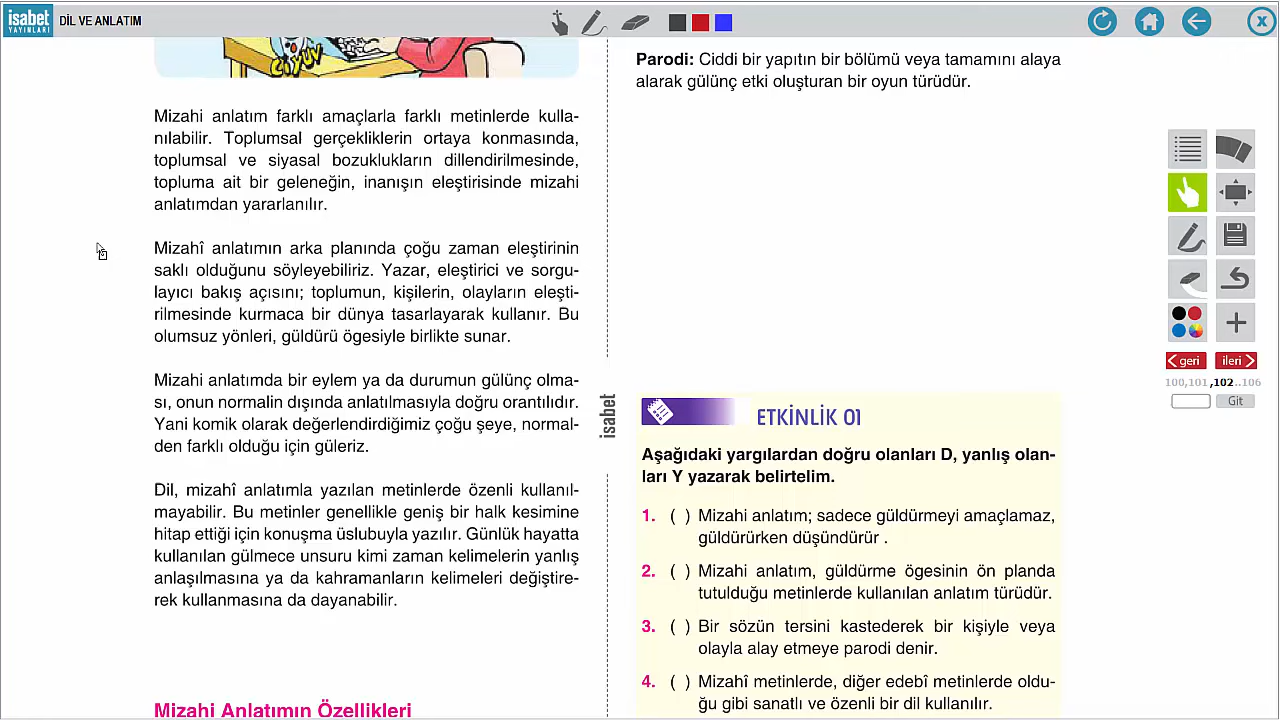 isabet
YAYINLARI
DİL VE ANLATIM
CIYUV
Mizahi anlatım farklı amaçlarla farklı metinlerde kulla-
nılabilir. Toplumsal gerçekliklerin ortaya konmasında,
toplumsal ve siyasal bozuklukların dillendirilmesinde,
topluma ait bir geleneğin, inanışın eleştirisinde mizahi
anlatımdan yararlanılır.
Mizahî anlatımın arka planında çoğu zaman eleştirinin
saklı olduğunu söyleyebiliriz. Yazar, eleştirici ve sorgu-
layıcı bakış açısını; toplumun, kişilerin, olayların eleşti-
rilmesinde kurmaca bir dünya tasarlayarak kullanır. Bu
olumsuz yönleri, güldürü ögesiyle birlikte sunar.
Mizahi anlatımda bir eylem ya da durumun gülünç olma-
sı, onun normalin dışında anlatılmasıyla doğru orantılıdır.
Yani komik olarak değerlendirdiğimiz çoğu şeye, normal-
den farklı olduğu için güleriz.
Dil, mizahî anlatımla yazılan metinlerde özenli kullanıl-
mayabilir. Bu metinler genellikle geniş bir halk kesimine
hitap ettiği için konuşma üslubuyla yazılır. Günlük hayatta
kullanılan gülmece unsuru kimi zaman kelimelerin yanlış
anlaşılmasına ya da kahramanların kelimeleri değiştire-
rek kullanmasına da dayanabilir.
Mizahi Anlatımın Özellikleri
isabet
Parodi: Ciddi bir yapıtın bir bölümü veya tamamını alaya
alarak gülünç etki oluşturan bir oyun türüdür.
ETKİNLİK 01
Aşağıdaki yargılardan doğru olanları D, yanlış olan-
ları Y yazarak belirtelim.
1. ( ) Mizahi anlatım; sadece güldürmeyi amaçlamaz,
güldürürken düşündürür .
2. ( ) Mizahi anlatım, güldürme ögesinin ön planda
tutulduğu metinlerde kullanılan anlatım türüdür.
3. ( ) Bir sözün tersini kastederek bir kişiyle veya
olayla alay etmeye parodi denir.
4. ( ) Mizahî metinlerde, diğer edebî metinlerde oldu-
ğu gibi sanatlı ve özenli bir dil kullanılır.
geri ileri
100,101,102..106
Git